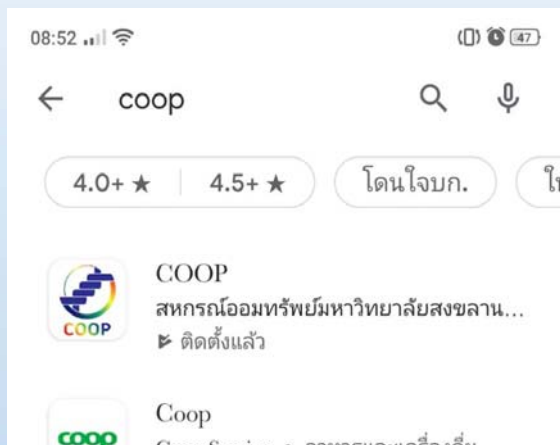 08:52 47
coop
4.0+ ★ 4.5+ ★ โดนใจบก.
COOP
COOP
สหกรณ์ออมทรัพย์มหาวิทยาลัยสงขลาน...
ติดตั้งแล้ว
Coop
coop